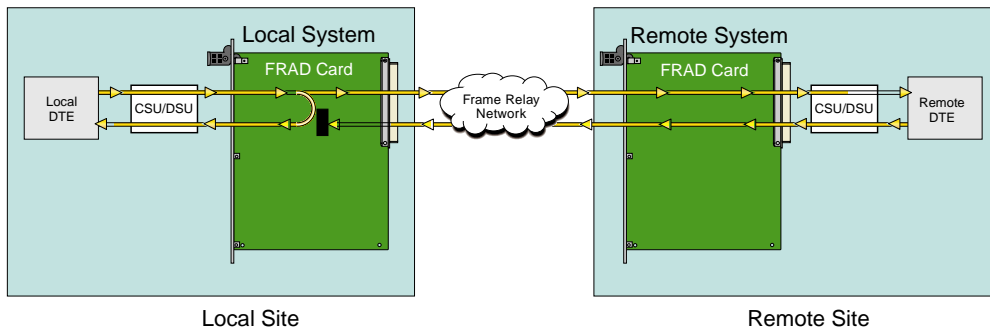 Local System
Remote System
FRAD Card
FRAD Card
Local
DTE
CSU/DSU
Frame Relay
Network
CSU/DSU
Remote
DTE
Local Site
Remote Site